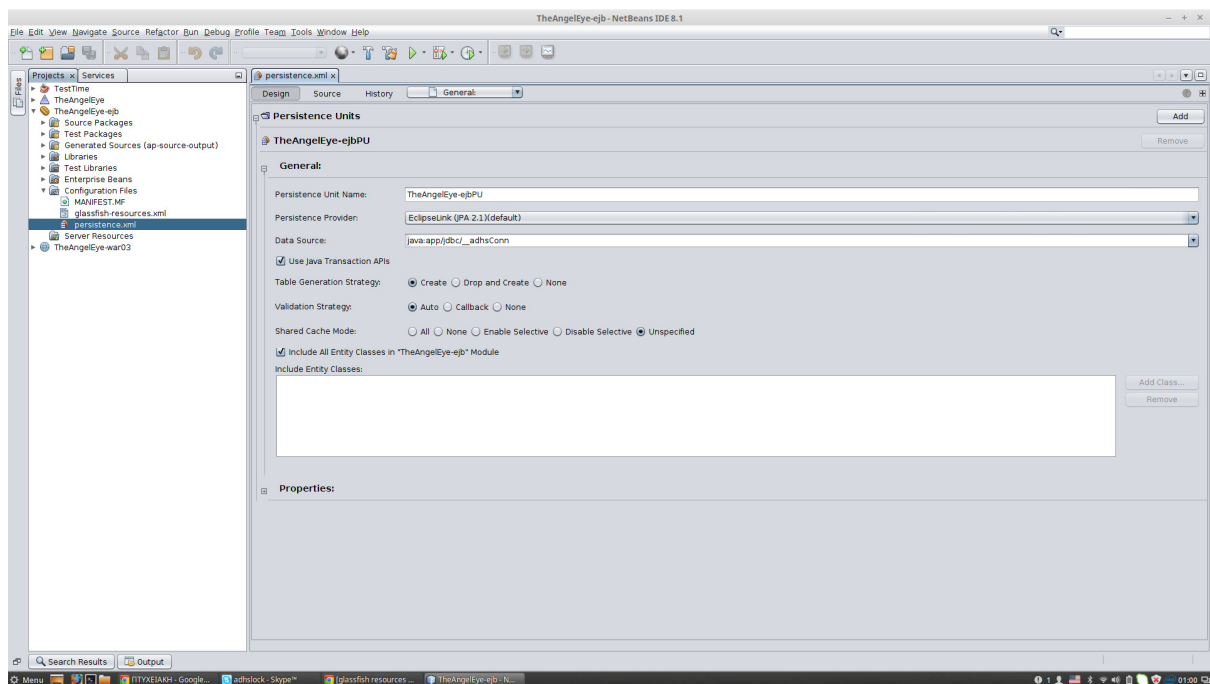 TheAngelEye-ejb - NetBeans IDE 8.1
File Edit View Navigate Source Refactor Run Debug Profile Team Tools Window Help
Files
Projects x Services
persistence.xml x
TestTime
TheAngelEye
TheAngelEye-ejb
Source Packages
Test Packages
Generated Sources (ap-source-output)
Libraries
Test Libraries
Enterprise Beans
Configuration Files
MANIFEST.MF
glassfish-resources.xml
persistence.xml
Server Resources
TheAngelEye-war03
Design Source History General:
Persistence Units Add
TheAngelEye-ejbPU Remove
General:
Persistence Unit Name: TheAngelEye-ejbPU
Persistence Provider: EclipseLink (JPA 2.1)(default)
Data Source: java:app/jdbc/__adhsConn
Use Java Transaction APIs
Table Generation Strategy: Create Drop and Create None
Validation Strategy: Auto Callback None
Shared Cache Mode: All None Enable Selective Disable Selective Unspecified
Include All Entity Classes in "TheAngelEye-ejb" Module
Include Entity Classes:
Add Class...
Remove
Properties:
Search Results Output
Menu ΠΤΥΧΕΙΑΚΗ - Google... adhslock - Skype™ [glassfish resources ... TheAngelEye-ejb - N... 1 01:00